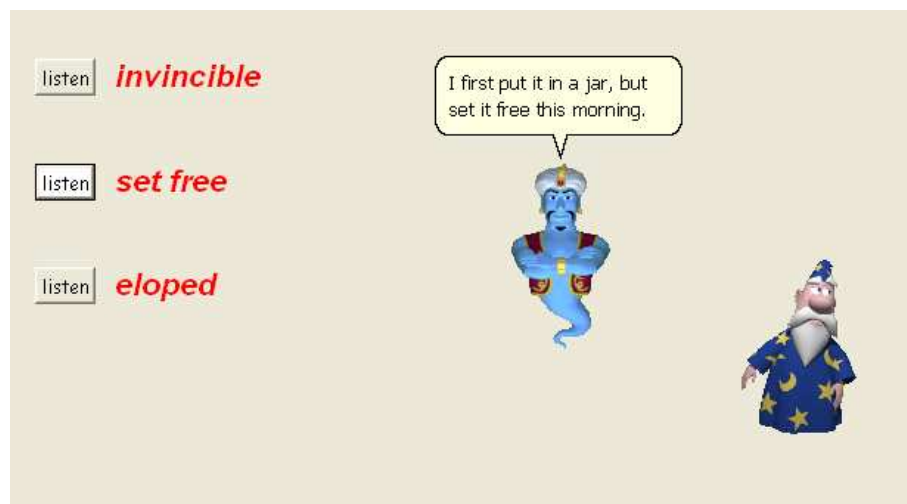 listen invincible
I first put it in a jar, but
set it free this morning.
listen set free
listen eloped